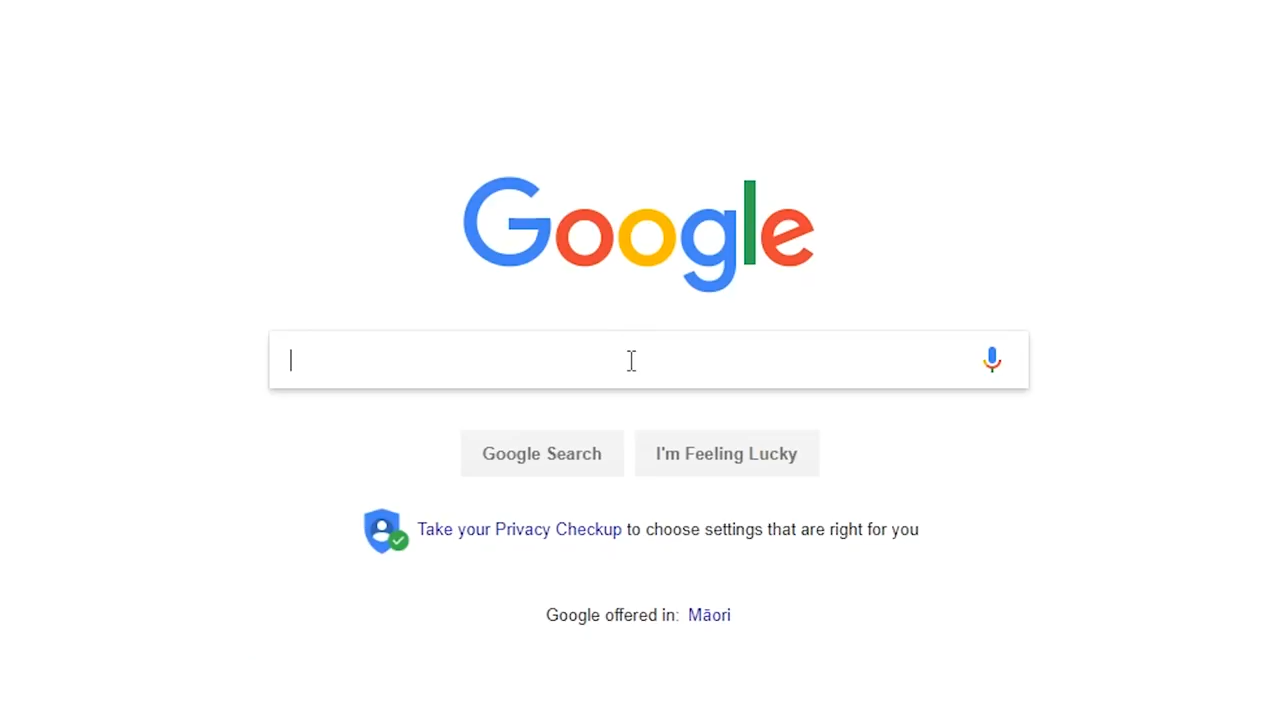 Google
Google Search
I'm Feeling Lucky
Take your Privacy Checkup to choose settings that are right for you
Google offered in: Māori